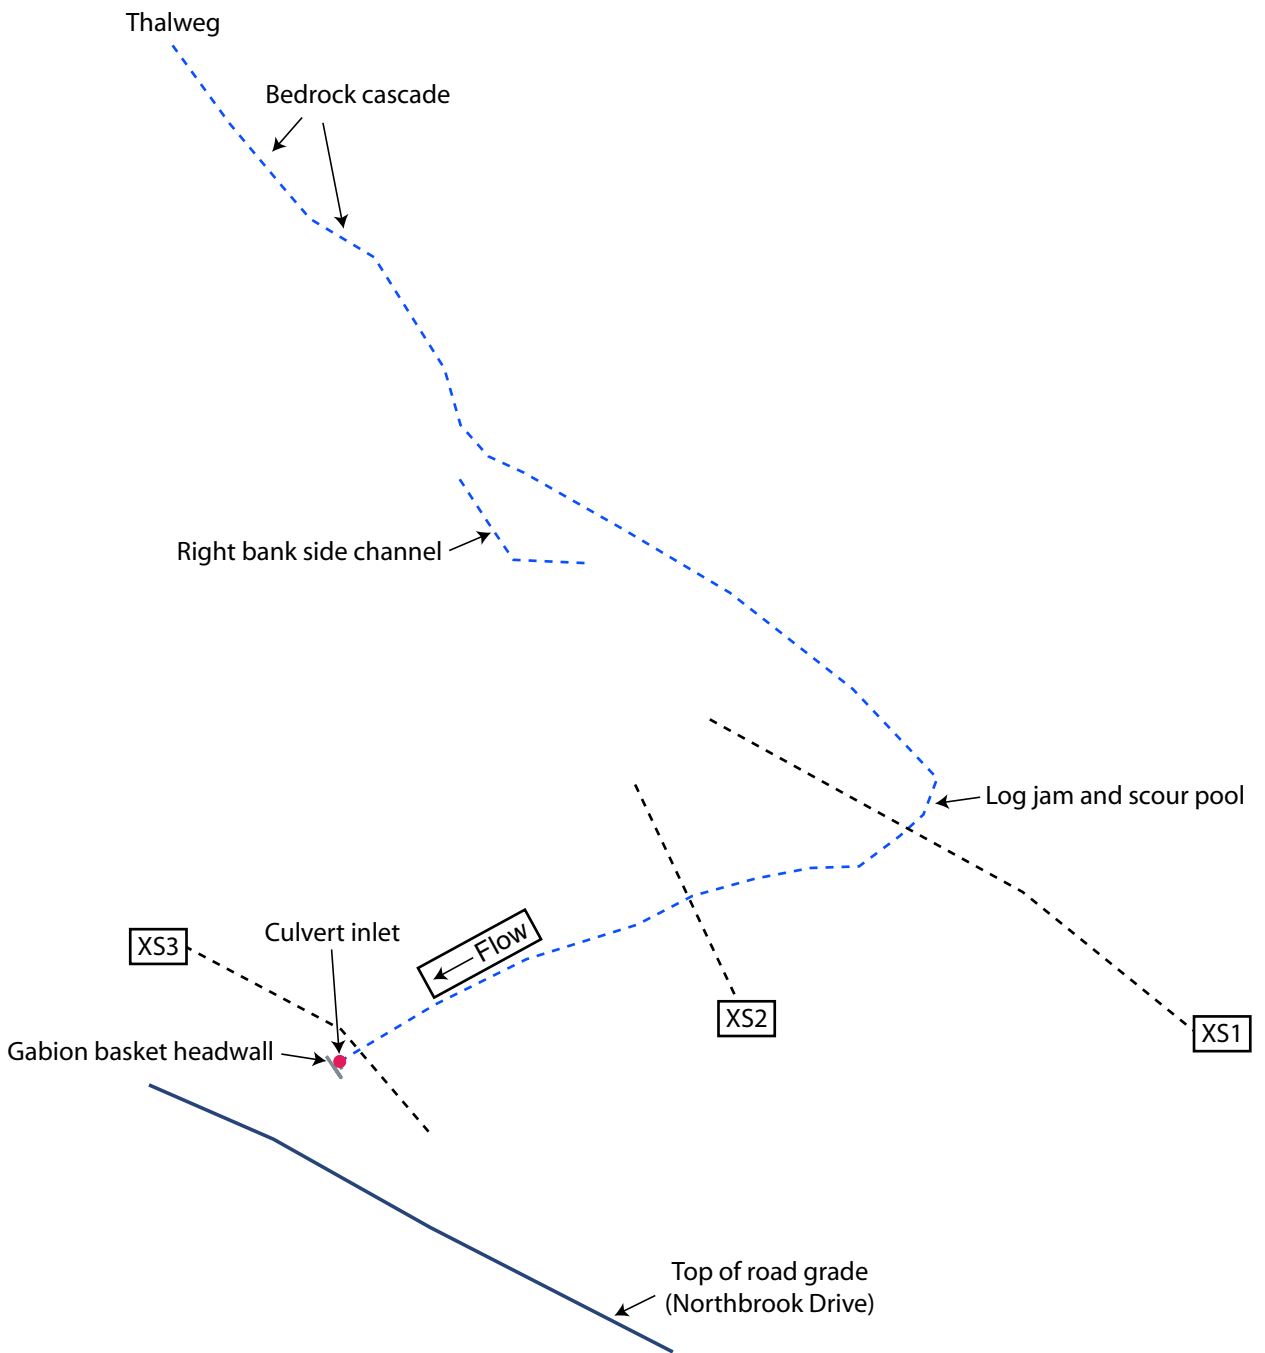 Thalweg
Bedrock cascade
Right bank side channel
Log jam and scour pool
Flow
Culvert inlet
XS3
XS2
XS1
Gabion basket headwall
Top of road grade
(Northbrook Drive)